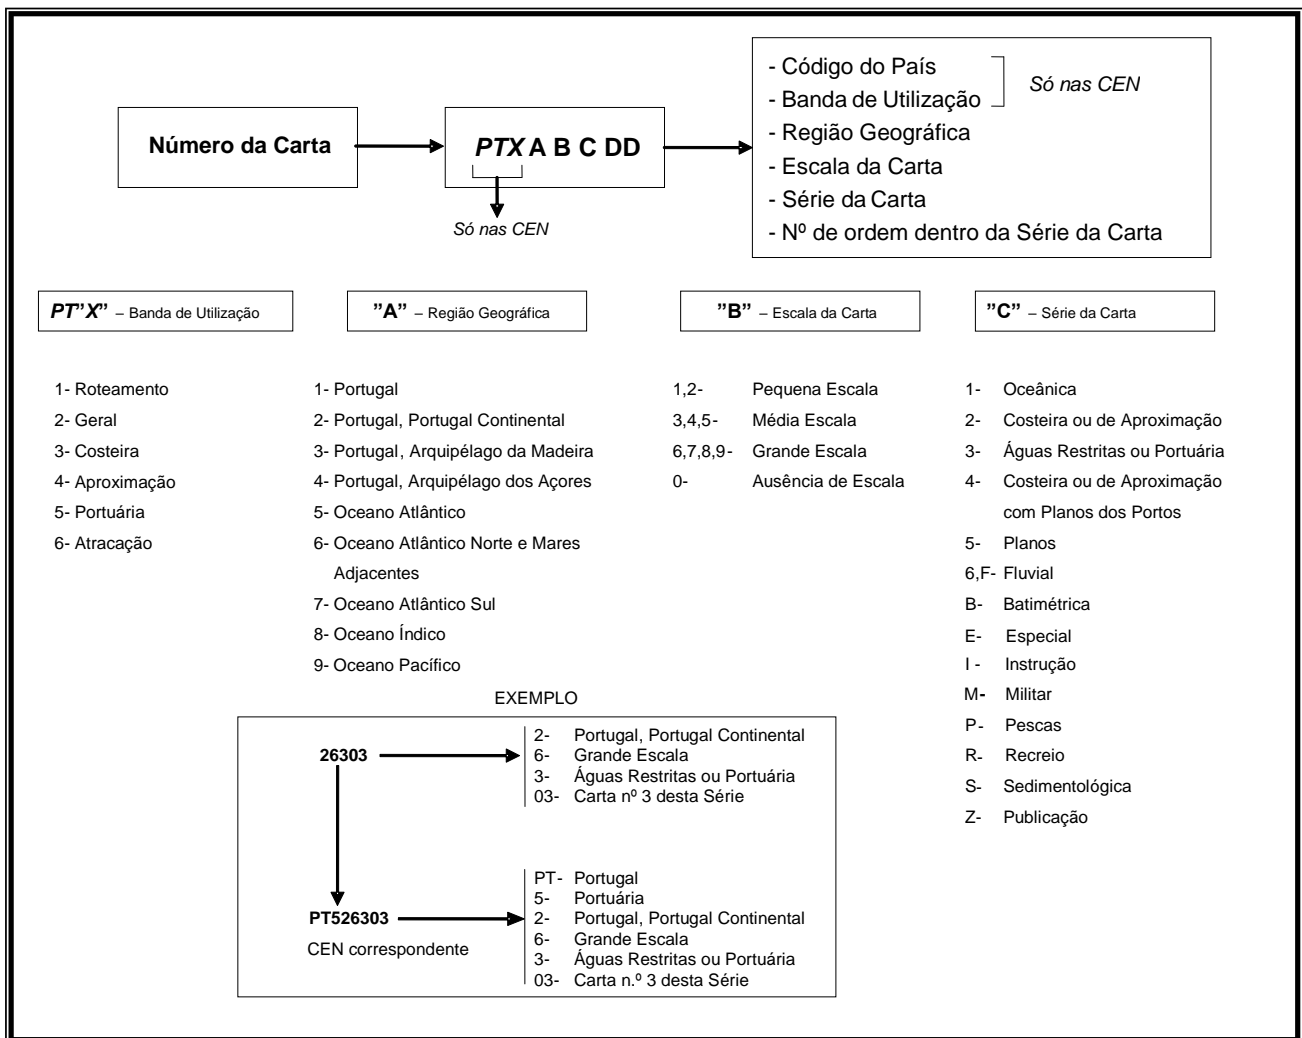 Número da Carta
PTX A B C DD
Só nas CEN
- Código do País
- Banda de Utilização
Só nas CEN
- Região Geográfica
- Escala da Carta
- Série da Carta
- Nº de ordem dentro da Série da Carta
PT"X" – Banda de Utilização
1- Roteamento
2- Geral
3- Costeira
4- Aproximação
5- Portuária
6- Atracação
"A" – Região Geográfica
1- Portugal
2- Portugal, Portugal Continental
3- Portugal, Arquipélago da Madeira
4- Portugal, Arquipélago dos Açores
5- Oceano Atlântico
6- Oceano Atlântico Norte e Mares
Adjacentes
7- Oceano Atlântico Sul
8- Oceano Índico
9- Oceano Pacífico
"B" – Escala da Carta
1,2- Pequena Escala
3,4,5- Média Escala
6,7,8,9- Grande Escala
0- Ausência de Escala
"C" – Série da Carta
1- Oceânica
2- Costeira ou de Aproximação
3- Águas Restritas ou Portuária
4- Costeira ou de Aproximação
com Planos dos Portos
5- Planos
6,F- Fluvial
B- Batimétrica
E- Especial
I - Instrução
M- Militar
P- Pescas
R- Recreio
S- Sedimentológica
Z- Publicação
EXEMPLO
26303
2- Portugal, Portugal Continental
6- Grande Escala
3- Águas Restritas ou Portuária
03- Carta nº 3 desta Série
PT526303
CEN correspondente
PT- Portugal
5- Portuária
2- Portugal, Portugal Continental
6- Grande Escala
3- Águas Restritas ou Portuária
03- Carta n.º 3 desta Série